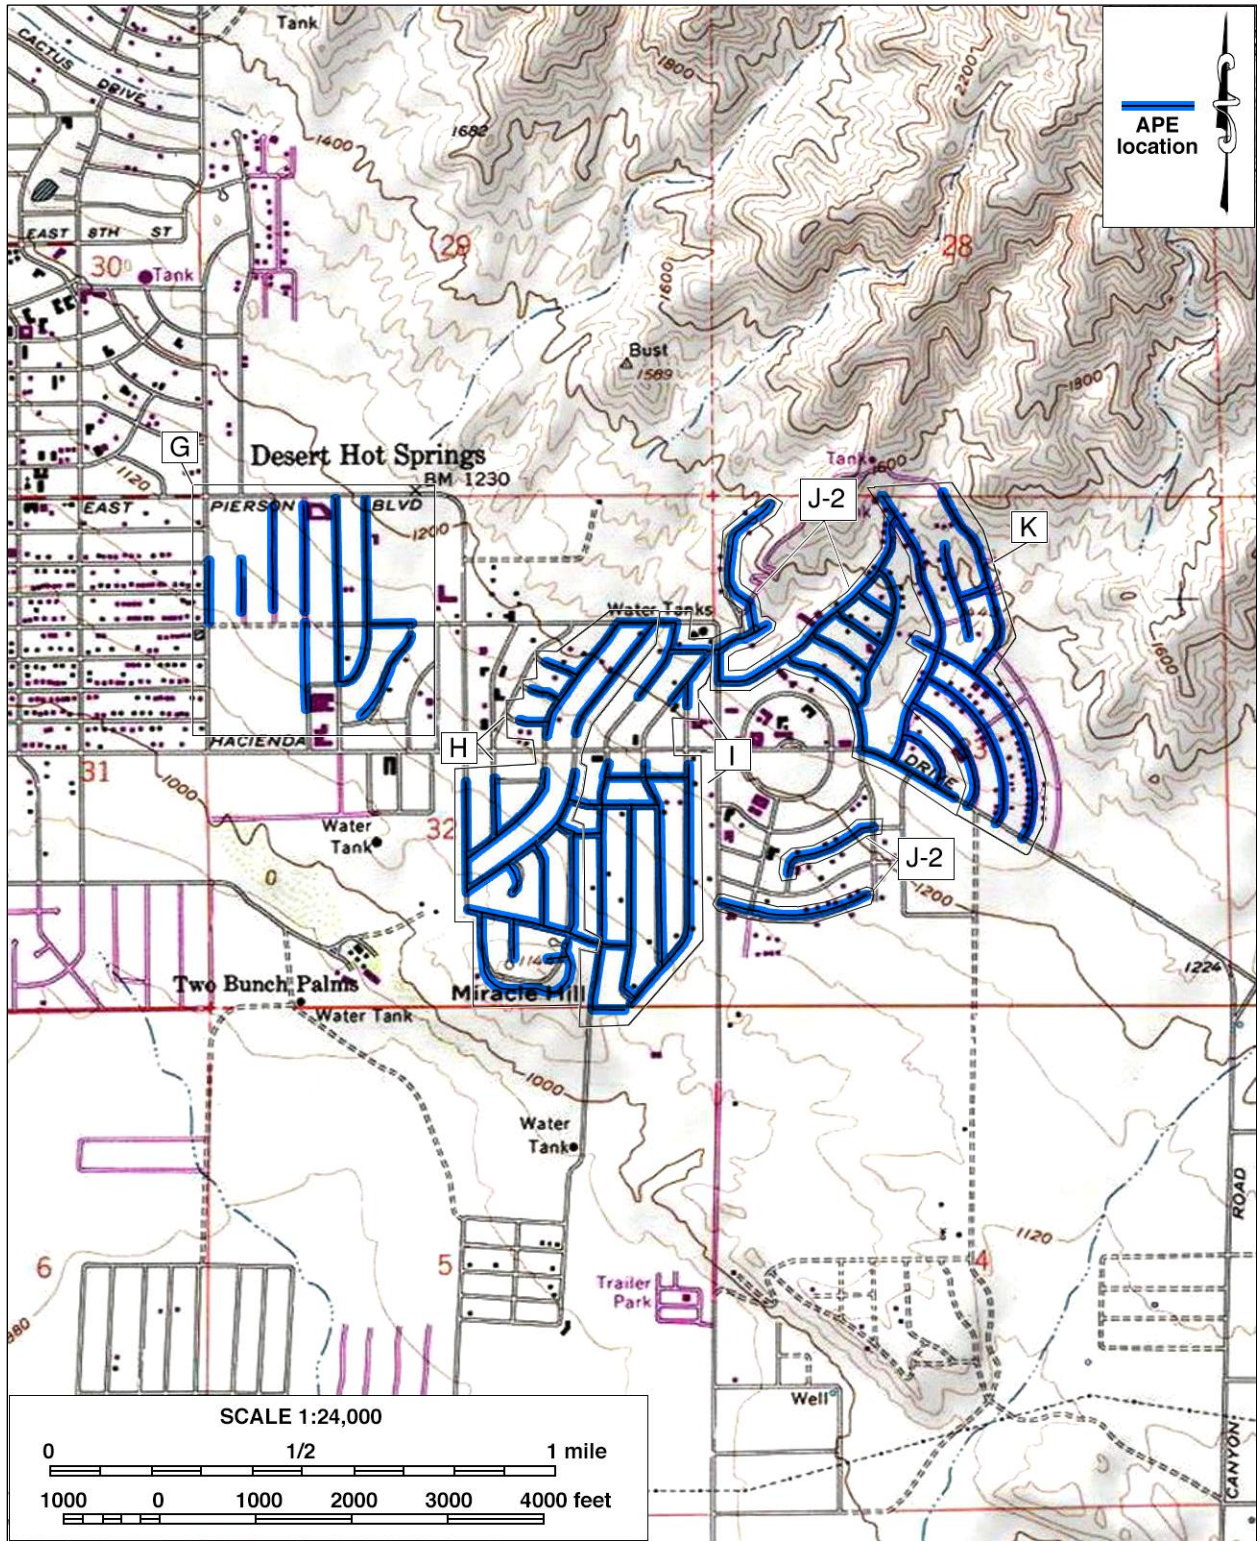 Tank
CACTUS
DRIVE
1800
2200
1682
1400
APE
location
EAST 8TH ST
29
28
30
Tank
1600
Bust
1589
1800
G
Desert Hot Springs
BM 1230
Tank
1600
1120
EAST PIERSON BLVD
J-2
K
1200
Water Tanks
1600
HACIENDA
H
I
DRIVE
31
1000
32
Water
Tank
J-2
0
1200
1224
Two Bunch Palms
Miracle Hill
Water Tank
1000
Water
Tank
ROAD
1120
6
5
4
Trailer
Park
Well
CANYON
SCALE 1:24,000
0 1/2 1 mile
1000 0 1000 2000 3000 4000 feet